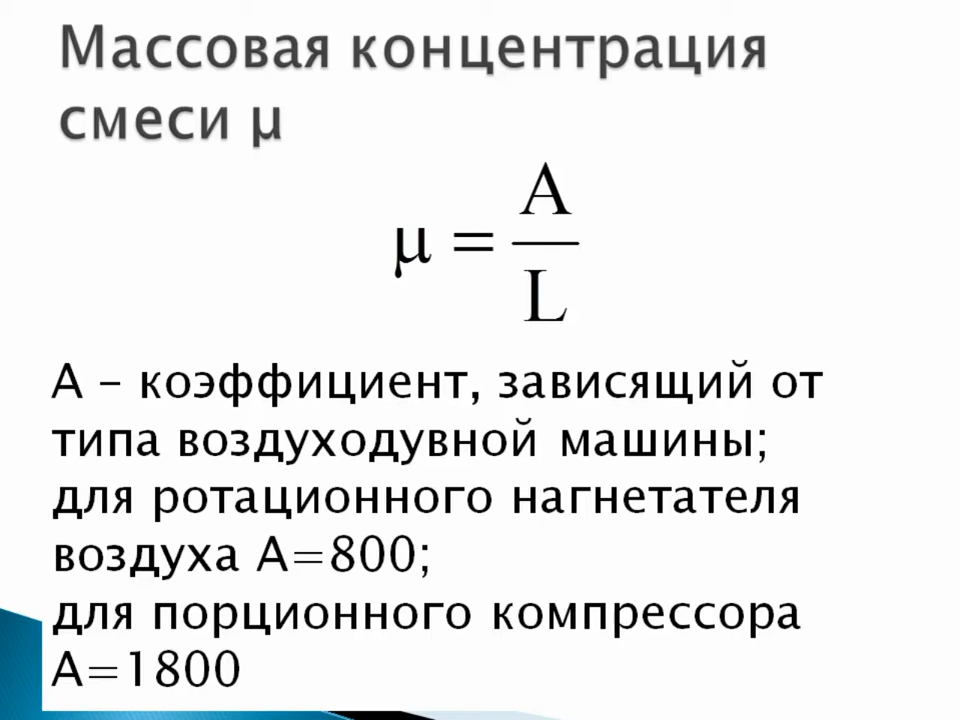 Массовая концентрация
смеси μ
μ = A
L
А – коэффициент, зависящий от
типа воздуходувной машины;
для ротационного нагнетателя
воздуха А=800;
для порционного компрессора
А=1800